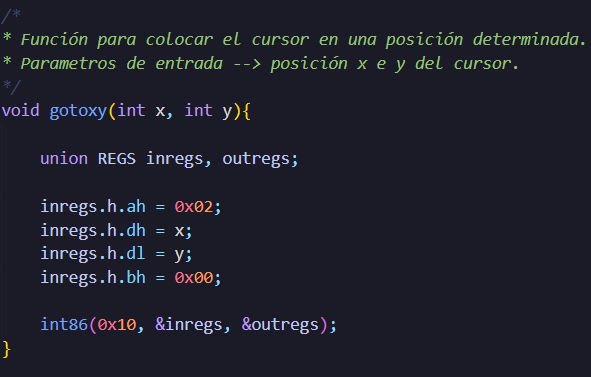 /*
* Función para colocar el cursor en una posición determinada.
* Parametros de entrada --> posición x e y del cursor.
*/
void gotoxy(int x, int y){
union REGS inregs, outregs;
inregs.h.ah = 0x02;
inregs.h.dh = x;
inregs.h.dl = y;
inregs.h.bh = 0x00;
int86(0x10, &inregs, &outregs);
}